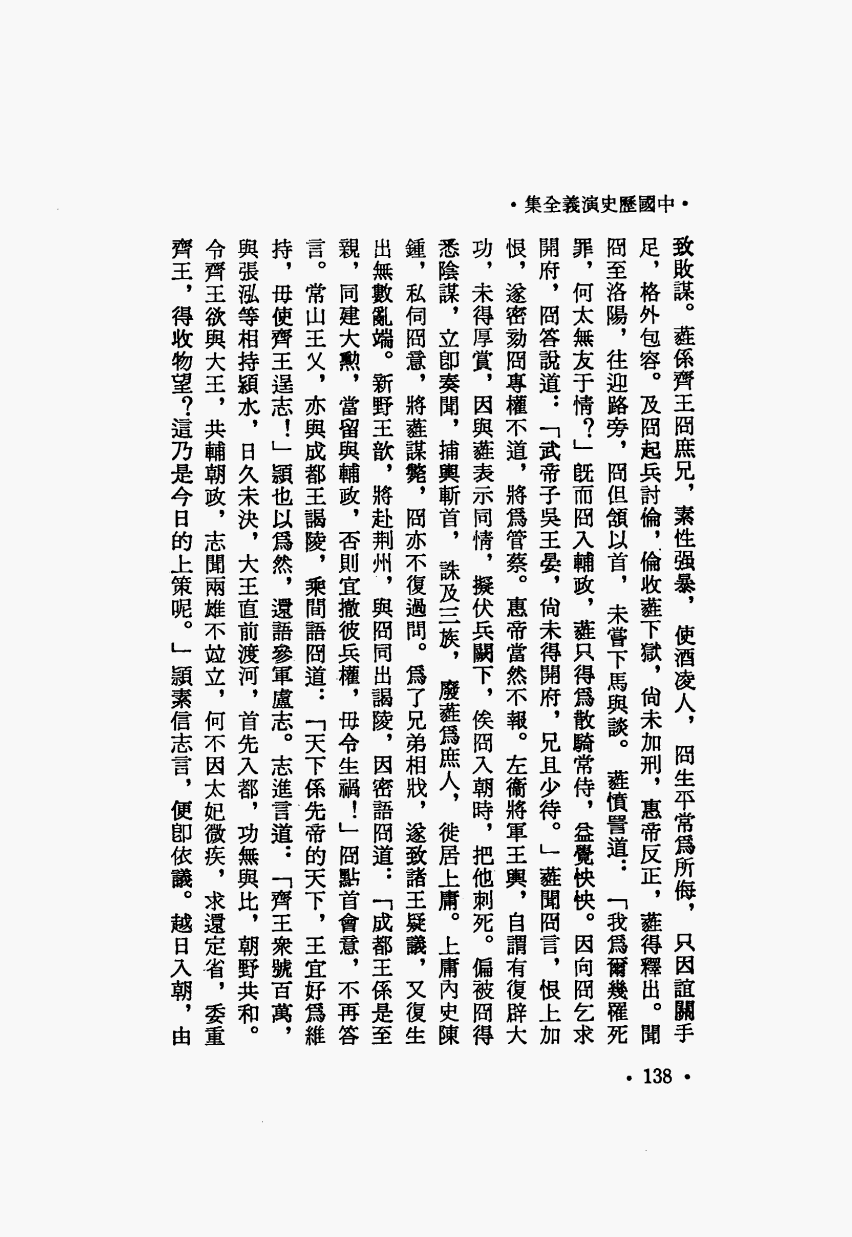 •中國歷史演義全集•
致敗謀。蕤係齊王冏庶兄，素性强暴，使酒凌人，冏生平常爲所侮，只因誼關手
足，格外包容。及冏起兵討倫，倫收蕤下獄，尙未加刑，惠帝反正，蕤得釋出。聞
冏至洛陽，往迎路旁，冏但頷以首，未嘗下馬與談。蕤憤詈道：「我爲爾幾罹死
罪，何太無友于情？」旣而冏入輔政，蕤只得爲散騎常侍，益覺怏怏。因向冏乞求
開府，冏答說道：「武帝子吳王晏，尙未得開府，兄且少待。」蕤聞冏言，恨上加
恨，遂密劾冏專權不道，將爲管蔡。惠帝當然不報。左衞將軍王輿，自謂有復辟大
功，未得厚賞，因與蕤表示同情，擬伏兵闕下，俟冏入朝時，把他刺死。偏被冏得
悉陰謀，立卽奏聞，捕輿斬首，誅及三族，廢蕤爲庶人，徙居上庸。上庸內史陳
鍾，私伺冏意，將蕤謀斃，冏亦不復過問。爲了兄弟相戕，遂致諸王疑議，又復生
出無數亂端。新野王歆，將赴荆州，與冏同出謁陵，因密語冏道：「成都王係是至
親，同建大勲，當留與輔政，否則宜撤彼兵權，毋令生禍！」冏點首會意，不再答
言。常山王乂，亦與成都王謁陵，乘間語冏道：「天下係先帝的天下，王宜好爲維
持，毋使齊王逞志！」穎也以爲然，還語參軍盧志。志進言道：「齊王衆號百萬，
與張泓等相持潁水，日久未決，大王直前渡河，首先入都，功無與比，朝野共和。
令齊王欲與大王，共輔朝政，志聞兩雄不竝立，何不因太妃微疾，求還定省，委重
齊王，得收物望？這乃是今日的上策呢。」穎素信志言，便卽依議。越日入朝，由
•138•